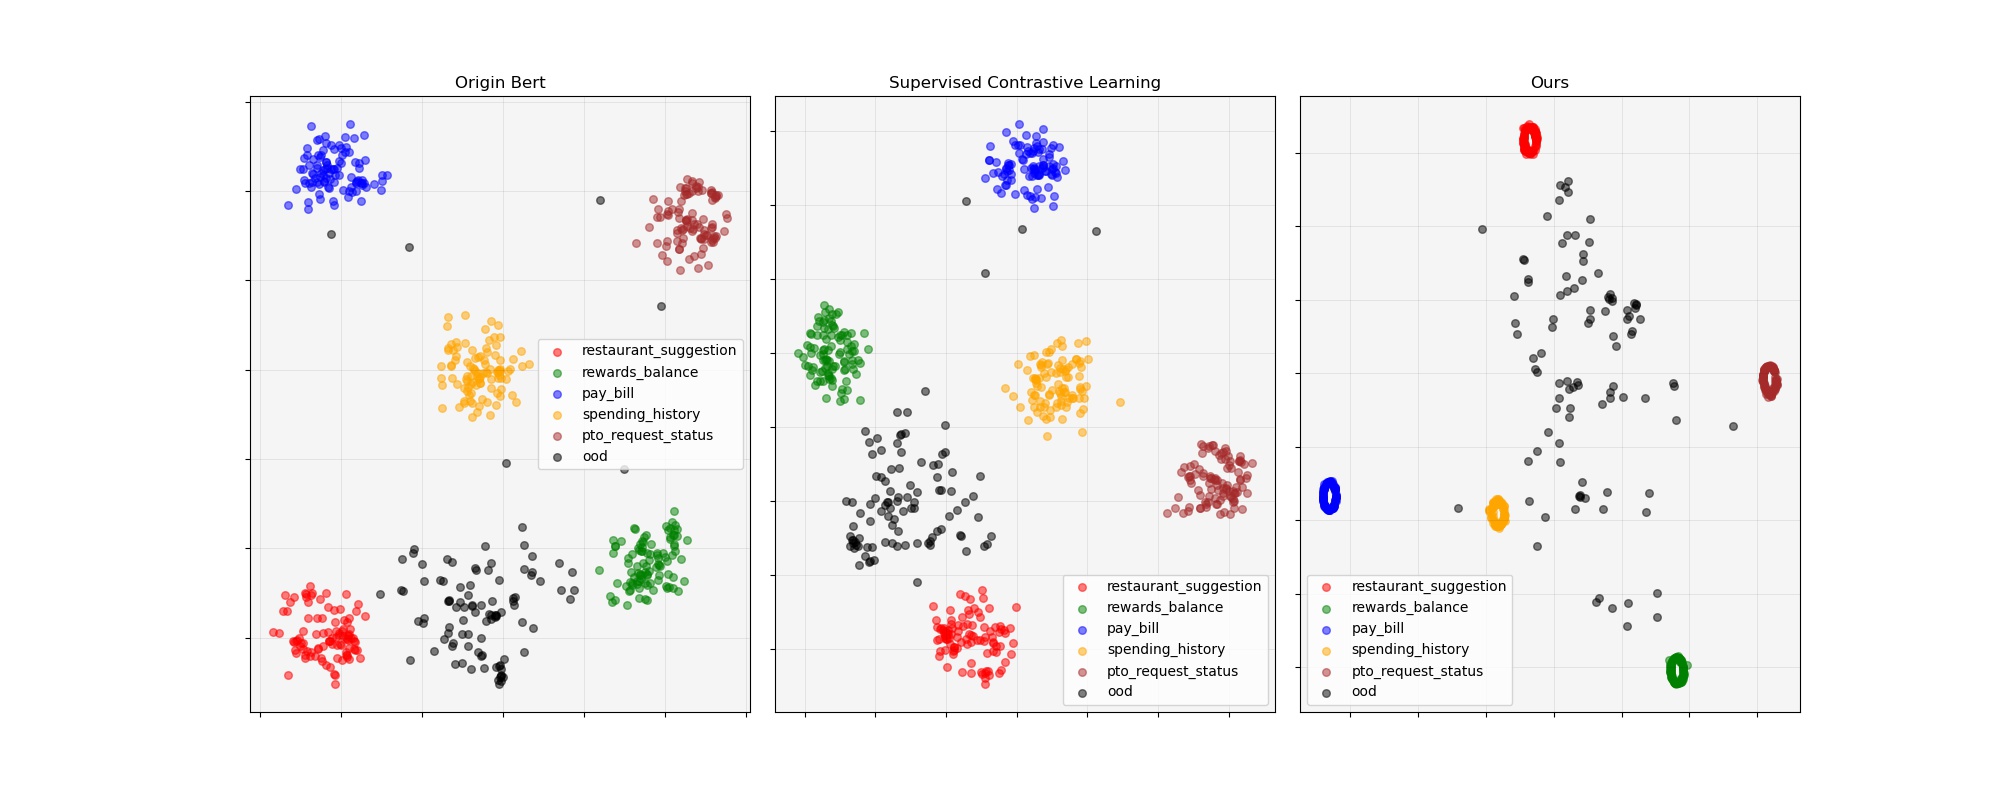 Origin Bert
restaurant_suggestion
rewards_balance
pay_bill
spending_history
pto_request_status
ood
Supervised Contrastive Learning
restaurant_suggestion
rewards_balance
pay_bill
spending_history
pto_request_status
ood
Ours
restaurant_suggestion
rewards_balance
pay_bill
spending_history
pto_request_status
ood